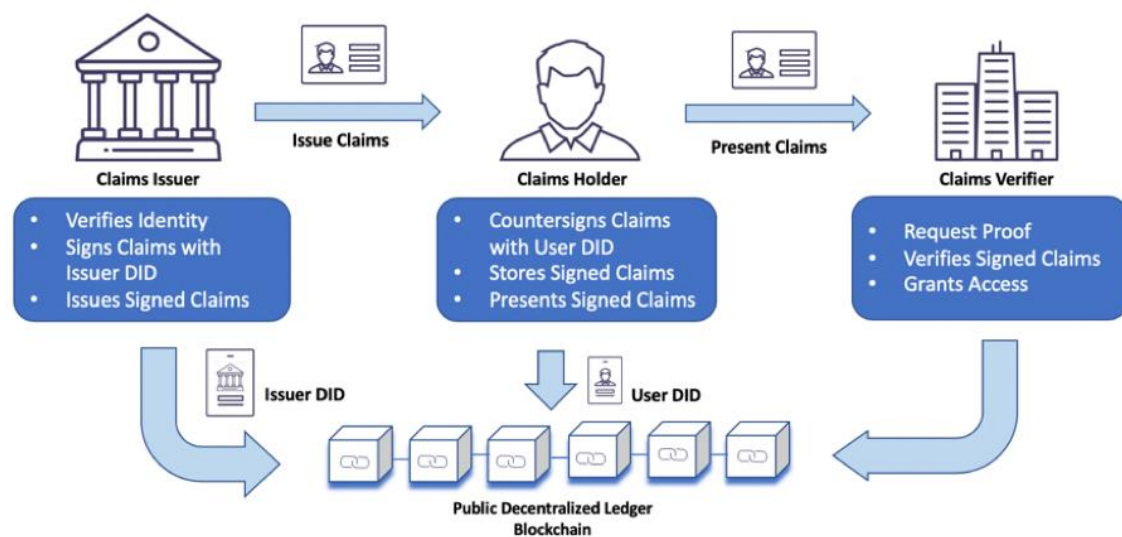 Issue Claims
Present Claims
Claims Issuer
Claims Holder
Claims Verifier
• Verifies Identity
• Signs Claims with
Issuer DID
• Issues Signed Claims
• Countersigns Claims
with User DID
• Stores Signed Claims
• Presents Signed Claims
• Request Proof
• Verifies Signed Claims
• Grants Access
Issuer DID
User DID
Public Decentralized Ledger
Blockchain